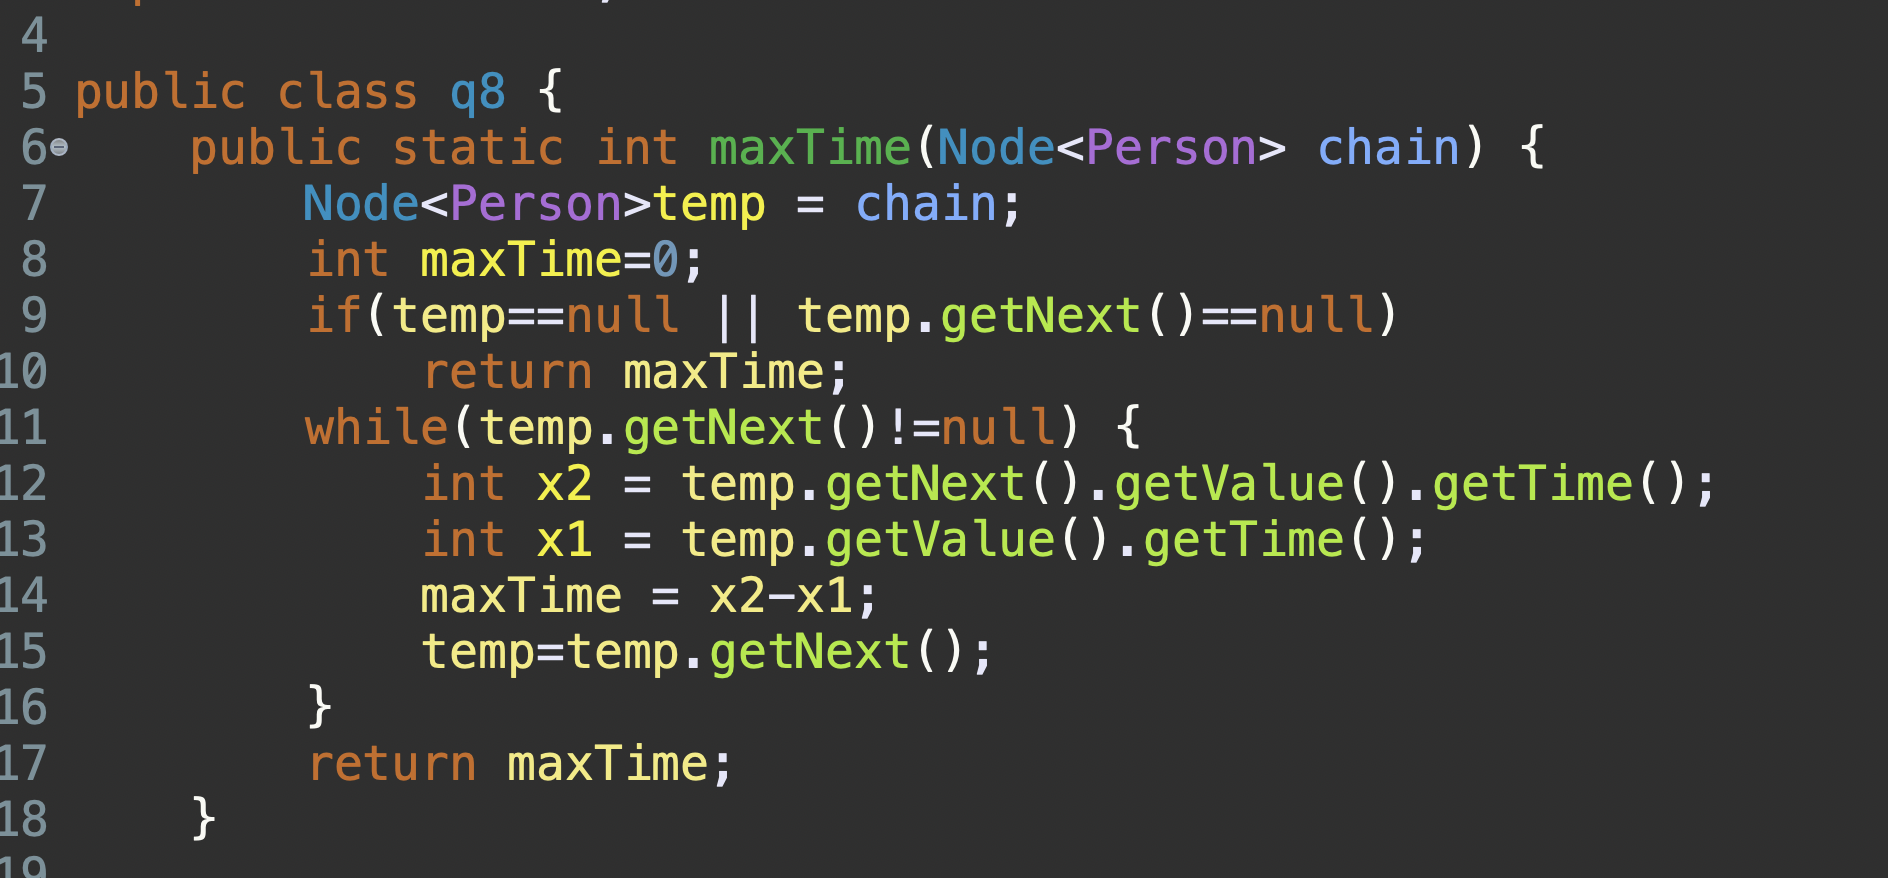 4
5 public class q8 {
6 public static int maxTime(Node<Person> chain) {
7 Node<Person>temp = chain;
8 int maxTime=0;
9 if(temp==null || temp.getNext()==null)
10 return maxTime;
11 while(temp.getNext()!=null) {
12 int x2 = temp.getNext().getValue().getTime();
13 int x1 = temp.getValue().getTime();
14 maxTime = x2-x1;
15 temp=temp.getNext();
16 }
17 return maxTime;
18 }
19